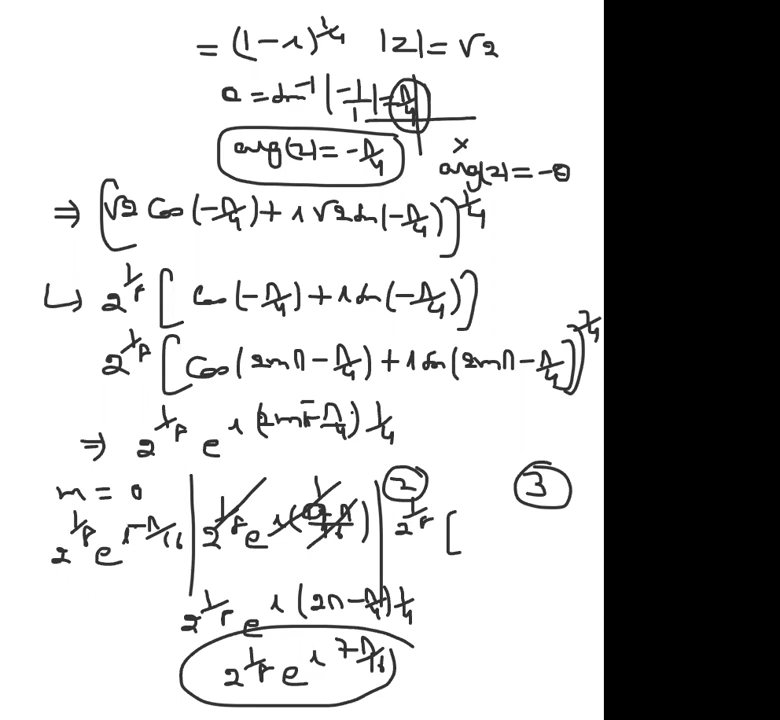 = (1-i)^1/4 |z| = √2
θ = tan⁻¹ |-1/1| = π/4
arg(z) = -π/4
arg(z) = -θ
⇒ [√2 cos(-π/4) + i √2 sin(-π/4)]^1/4
↳ 2^1/8 [cos(-π/4) + i sin(-π/4)]
2^1/8 [cos(2mπ - π/4) + i sin(2mπ - π/4)]^1/4
⇒ 2^1/8 e^i(2mπ - π/4) 1/4
m = 0
2
3
2^1/8 e^i-π/16
2^1/8 [
2^1/8 e^i(2π - π/4) 1/4
2^1/8 e^i 7π/16